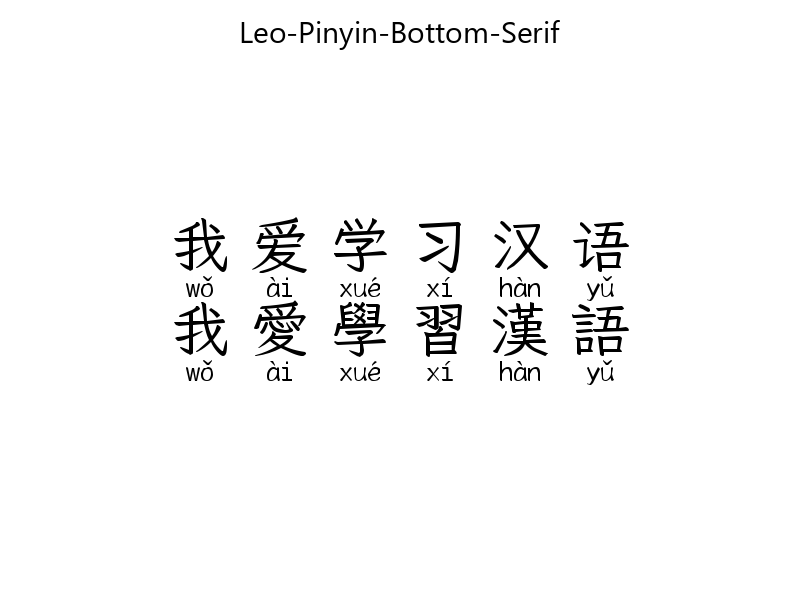 Leo-Pinyin-Bottom-Serif
我 爱 学 习 汉 语
wǒ ài xué xí hàn yǔ
我 愛 學 習 漢 語
wǒ ài xué xí hàn yǔ